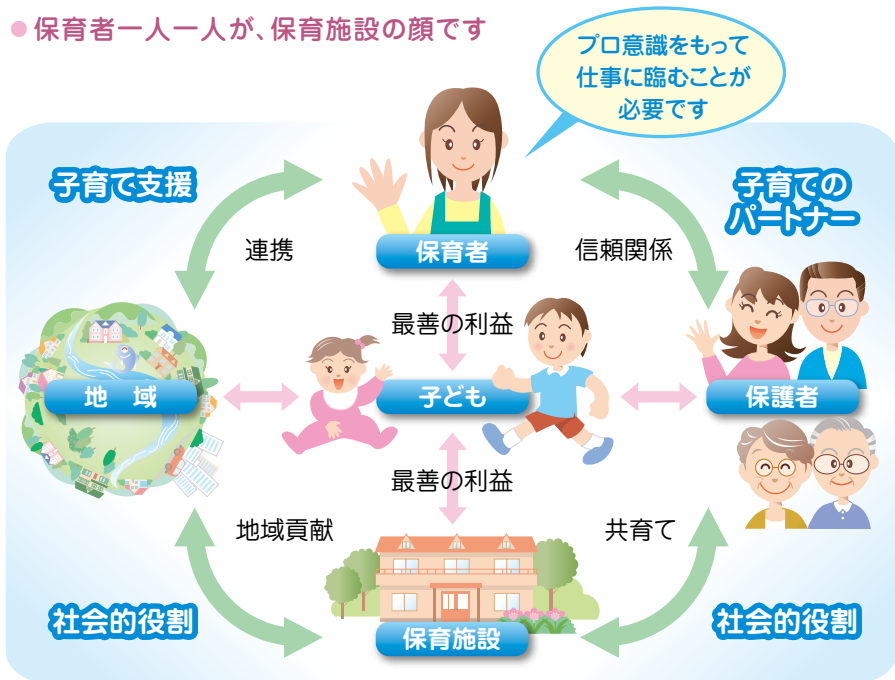 ●保育者一人一人が、保育施設の顔です
プロ意識をもって
仕事に臨むことが
必要です
子育て支援
子育ての
パートナー
連携
保育者
信頼関係
最善の利益
地 域
子ども
保護者
最善の利益
地域貢献
共育て
社会的役割
保育施設
社会的役割